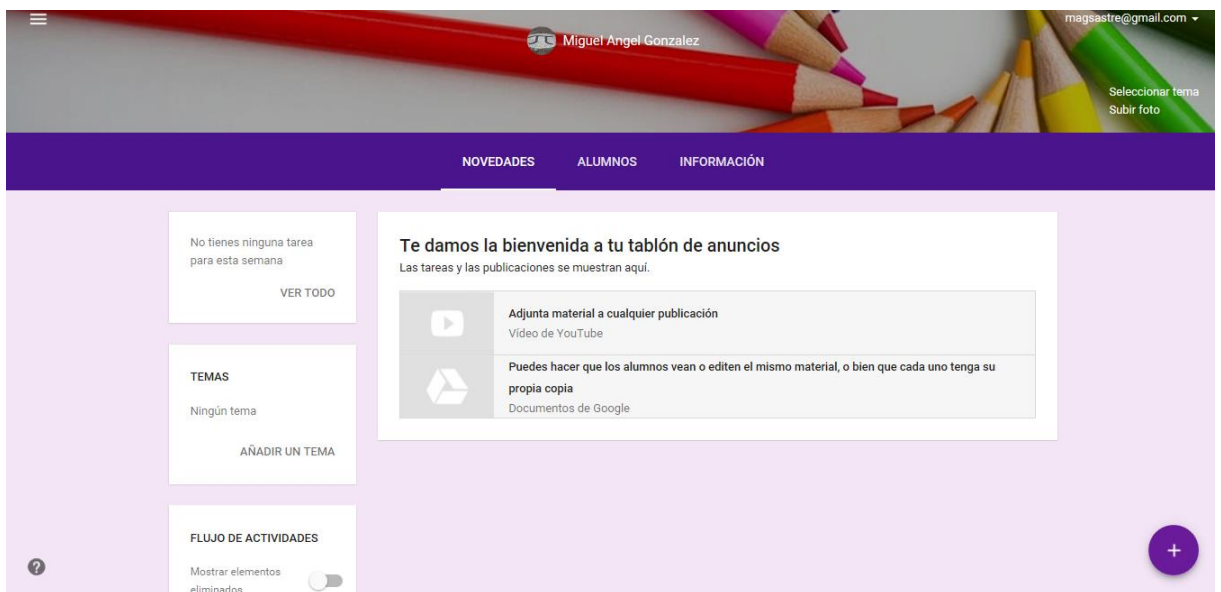 magsastre@gmail.com
Miguel Angel Gonzalez
Seleccionar tema
Subir foto
NOVEDADES
ALUMNOS
INFORMACIÓN
No tienes ninguna tarea
para esta semana
VER TODO
TEMAS
Ningún tema
AÑADIR UN TEMA
FLUJO DE ACTIVIDADES
Mostrar elementos
eliminados
Te damos la bienvenida a tu tablón de anuncios
Las tareas y las publicaciones se muestran aquí.
Adjunta material a cualquier publicación
Vídeo de YouTube
Puedes hacer que los alumnos vean o editen el mismo material, o bien que cada uno tenga su
propia copia
Documentos de Google